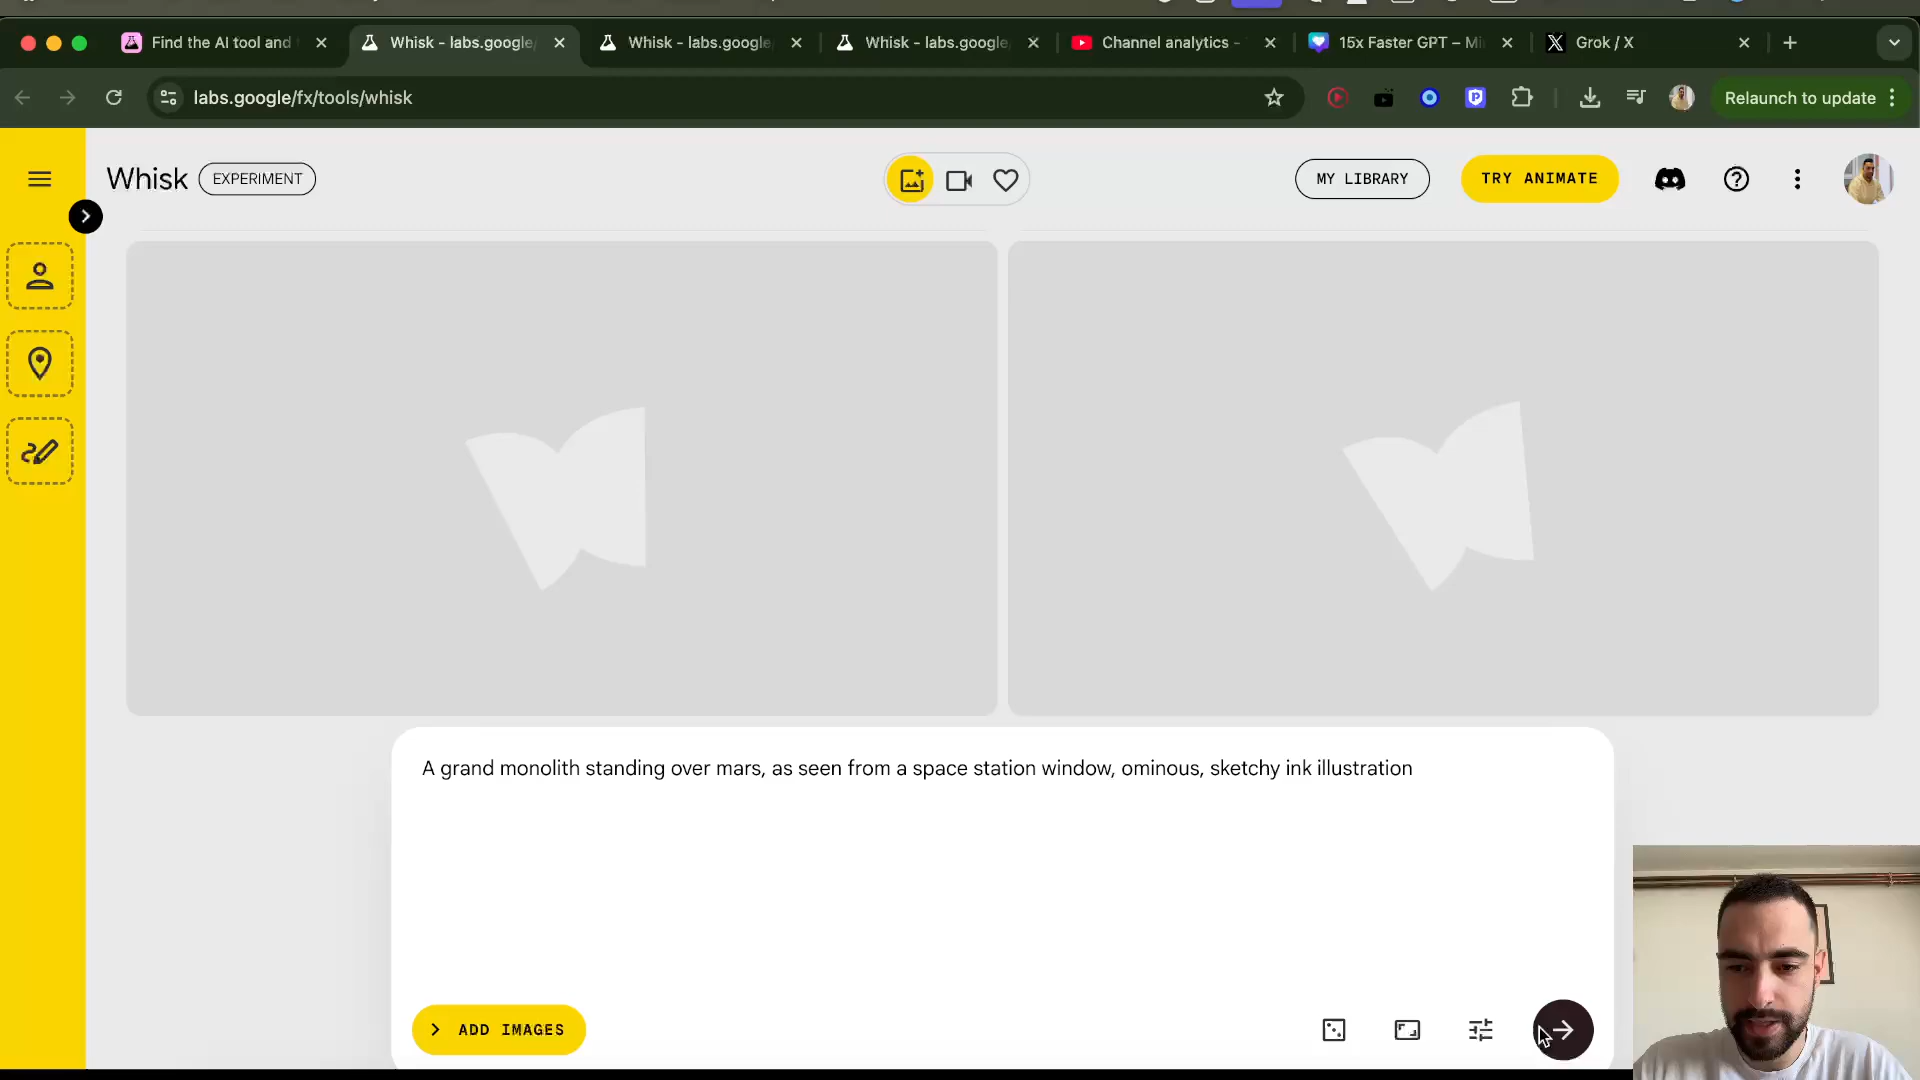 Find the AI tool and
Whisk - labs.google/
Whisk - labs.google
Whisk - labs.google
Channel analytics -
15x Faster GPT – Mi
Grok / X
labs.google/fx/tools/whisk
Relaunch to update
Whisk
EXPERIMENT
MY LIBRARY
TRY ANIMATE
A grand monolith standing over mars, as seen from a space station window, ominous, sketchy ink illustration
ADD IMAGES